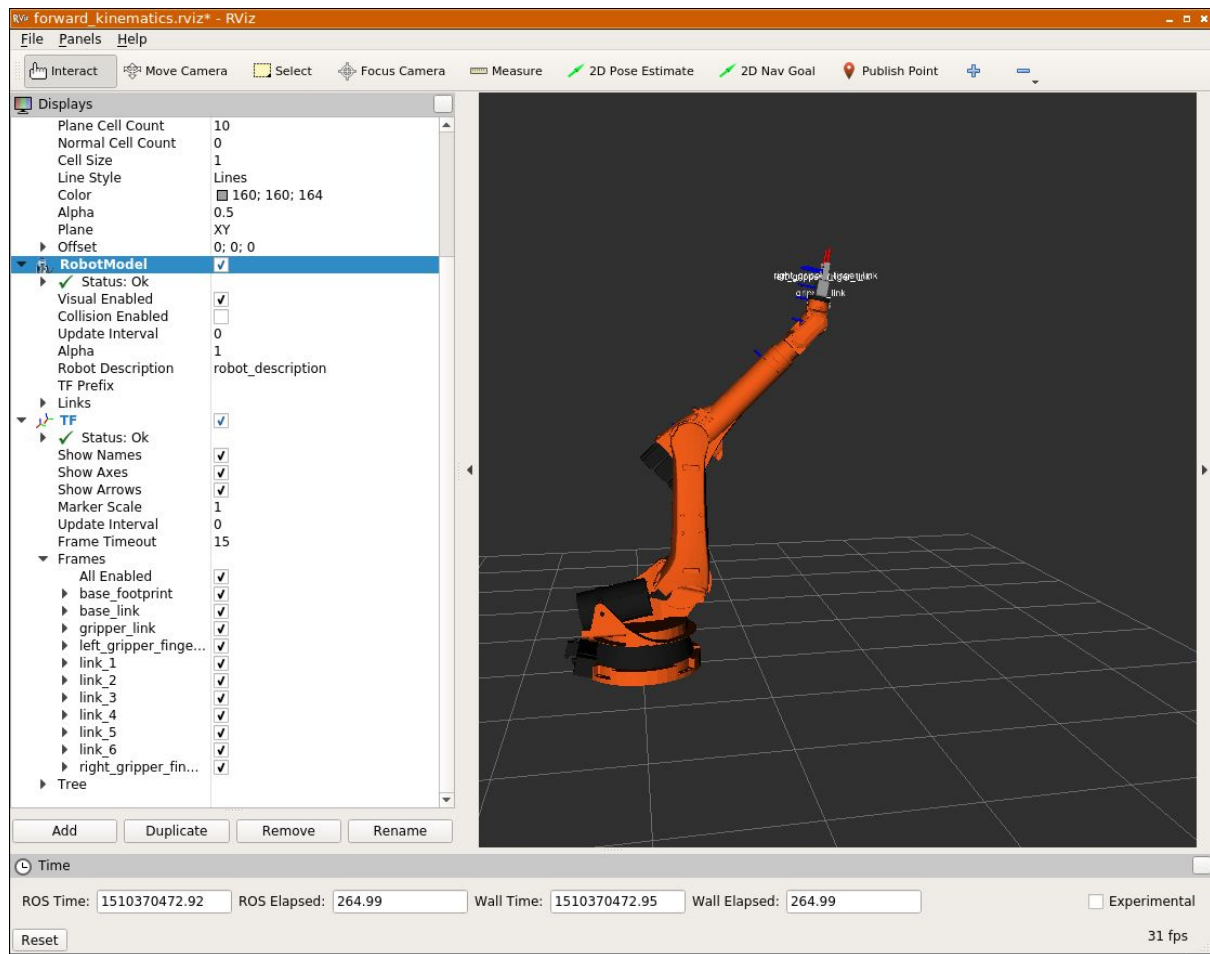 forward_kinematics.rviz* - RViz
File Panels Help
Interact Move Camera Select Focus Camera Measure 2D Pose Estimate 2D Nav Goal Publish Point
Displays
Plane Cell Count 10
Normal Cell Count 0
Cell Size 1
Line Style Lines
Color 160; 160; 164
Alpha 0.5
Plane XY
Offset 0; 0; 0
RobotModel
Status: Ok
Visual Enabled
Collision Enabled
Update Interval 0
Alpha 1
Robot Description robot_description
TF Prefix
Links
TF
Status: Ok
Show Names
Show Axes
Show Arrows
Marker Scale 1
Update Interval 0
Frame Timeout 15
Frames
All Enabled
base_footprint
base_link
gripper_link
left_gripper_finge...
link_1
link_2
link_3
link_4
link_5
link_6
right_gripper_fin...
Tree
Add Duplicate Remove Rename
Time
ROS Time: 1510370472.92 ROS Elapsed: 264.99 Wall Time: 1510370472.95 Wall Elapsed: 264.99 Experimental
Reset 31 fps